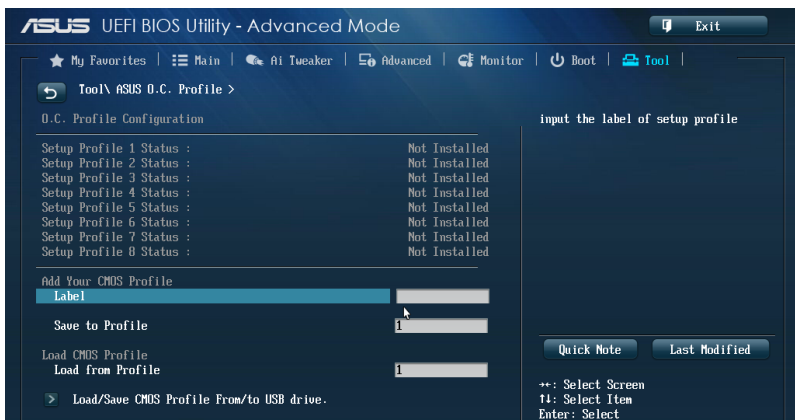 ASUS UEFI BIOS Utility - Advanced Mode
Exit
My Favorites | Main | Ai Tweaker | Advanced | Monitor | Boot | Tool |
Tool\ ASUS O.C. Profile >
O.C. Profile Configuration
input the label of setup profile
Setup Profile 1 Status : Not Installed
Setup Profile 2 Status : Not Installed
Setup Profile 3 Status : Not Installed
Setup Profile 4 Status : Not Installed
Setup Profile 5 Status : Not Installed
Setup Profile 6 Status : Not Installed
Setup Profile 7 Status : Not Installed
Setup Profile 8 Status : Not Installed
Add Your CMOS Profile
Label
Save to Profile 1
Load CMOS Profile
Load from Profile 1
> Load/Save CMOS Profile From/to USB drive.
Quick Note
Last Modified
→←: Select Screen
↑↓: Select Item
Enter: Select